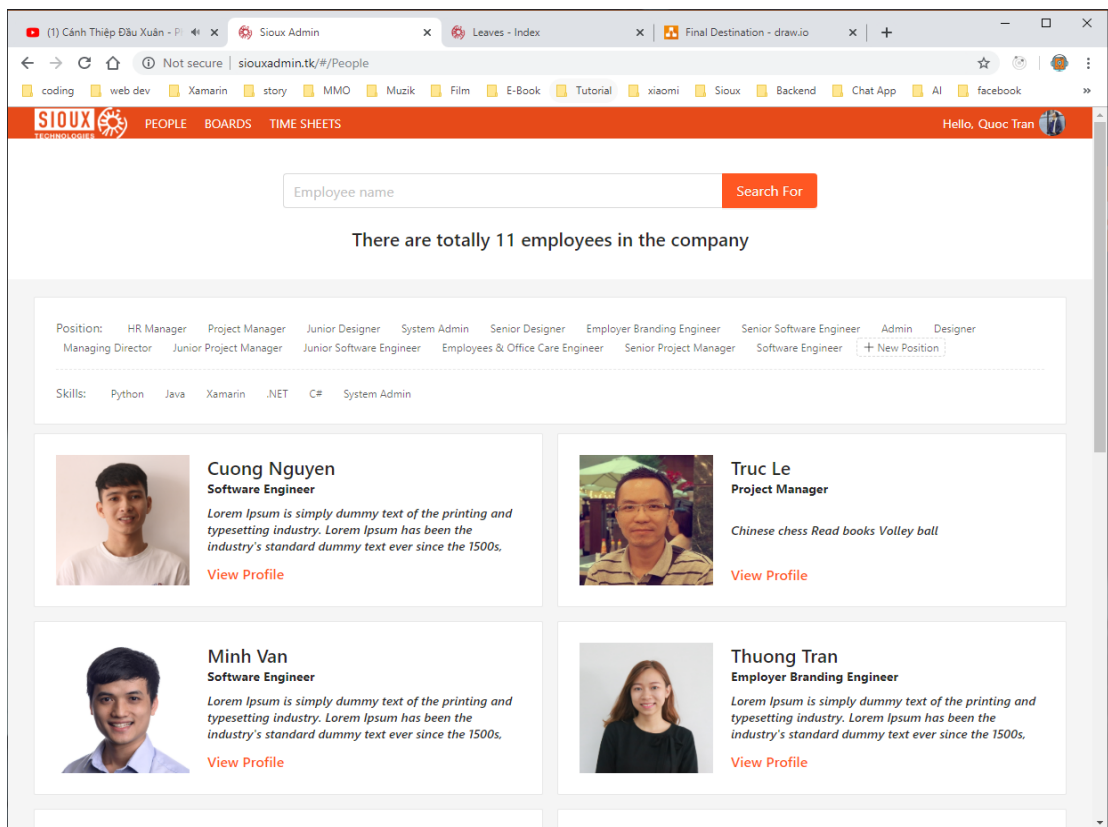 (1) Cánh Thiệp Đầu Xuân - P
Sioux Admin
Leaves - Index
Final Destination - draw.io
Not secure | siouxadmin.tk/#/People
coding web dev Xamarin story MMO Muzik Film E-Book Tutorial xiaomi Sioux Backend Chat App AI facebook
SIOUX
TECHNOLOGIES
PEOPLE BOARDS TIME SHEETS
Hello, Quoc Tran
Employee name
Search For
There are totally 11 employees in the company
Position: HR Manager Project Manager Junior Designer System Admin Senior Designer Employer Branding Engineer Senior Software Engineer Admin Designer
Managing Director Junior Project Manager Junior Software Engineer Employees & Office Care Engineer Senior Project Manager Software Engineer + New Position
Skills: Python Java Xamarin .NET C# System Admin
Cuong Nguyen
Software Engineer
Lorem Ipsum is simply dummy text of the printing and
typesetting industry. Lorem Ipsum has been the
industry's standard dummy text ever since the 1500s,
View Profile
Truc Le
Project Manager
Chinese chess Read books Volley ball
View Profile
Minh Van
Software Engineer
Lorem Ipsum is simply dummy text of the printing and
typesetting industry. Lorem Ipsum has been the
industry's standard dummy text ever since the 1500s,
View Profile
Thuong Tran
Employer Branding Engineer
Lorem Ipsum is simply dummy text of the printing and
typesetting industry. Lorem Ipsum has been the
industry's standard dummy text ever since the 1500s,
View Profile